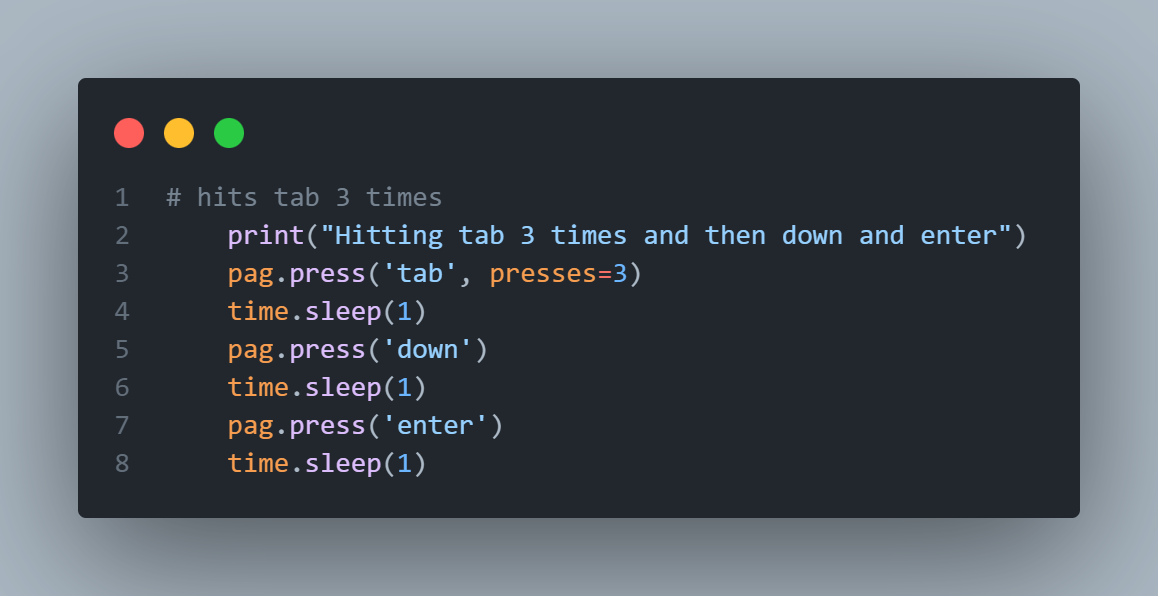 1 # hits tab 3 times
2     print("Hitting tab 3 times and then down and enter")
3     pag.press('tab', presses=3)
4     time.sleep(1)
5     pag.press('down')
6     time.sleep(1)
7     pag.press('enter')
8     time.sleep(1)